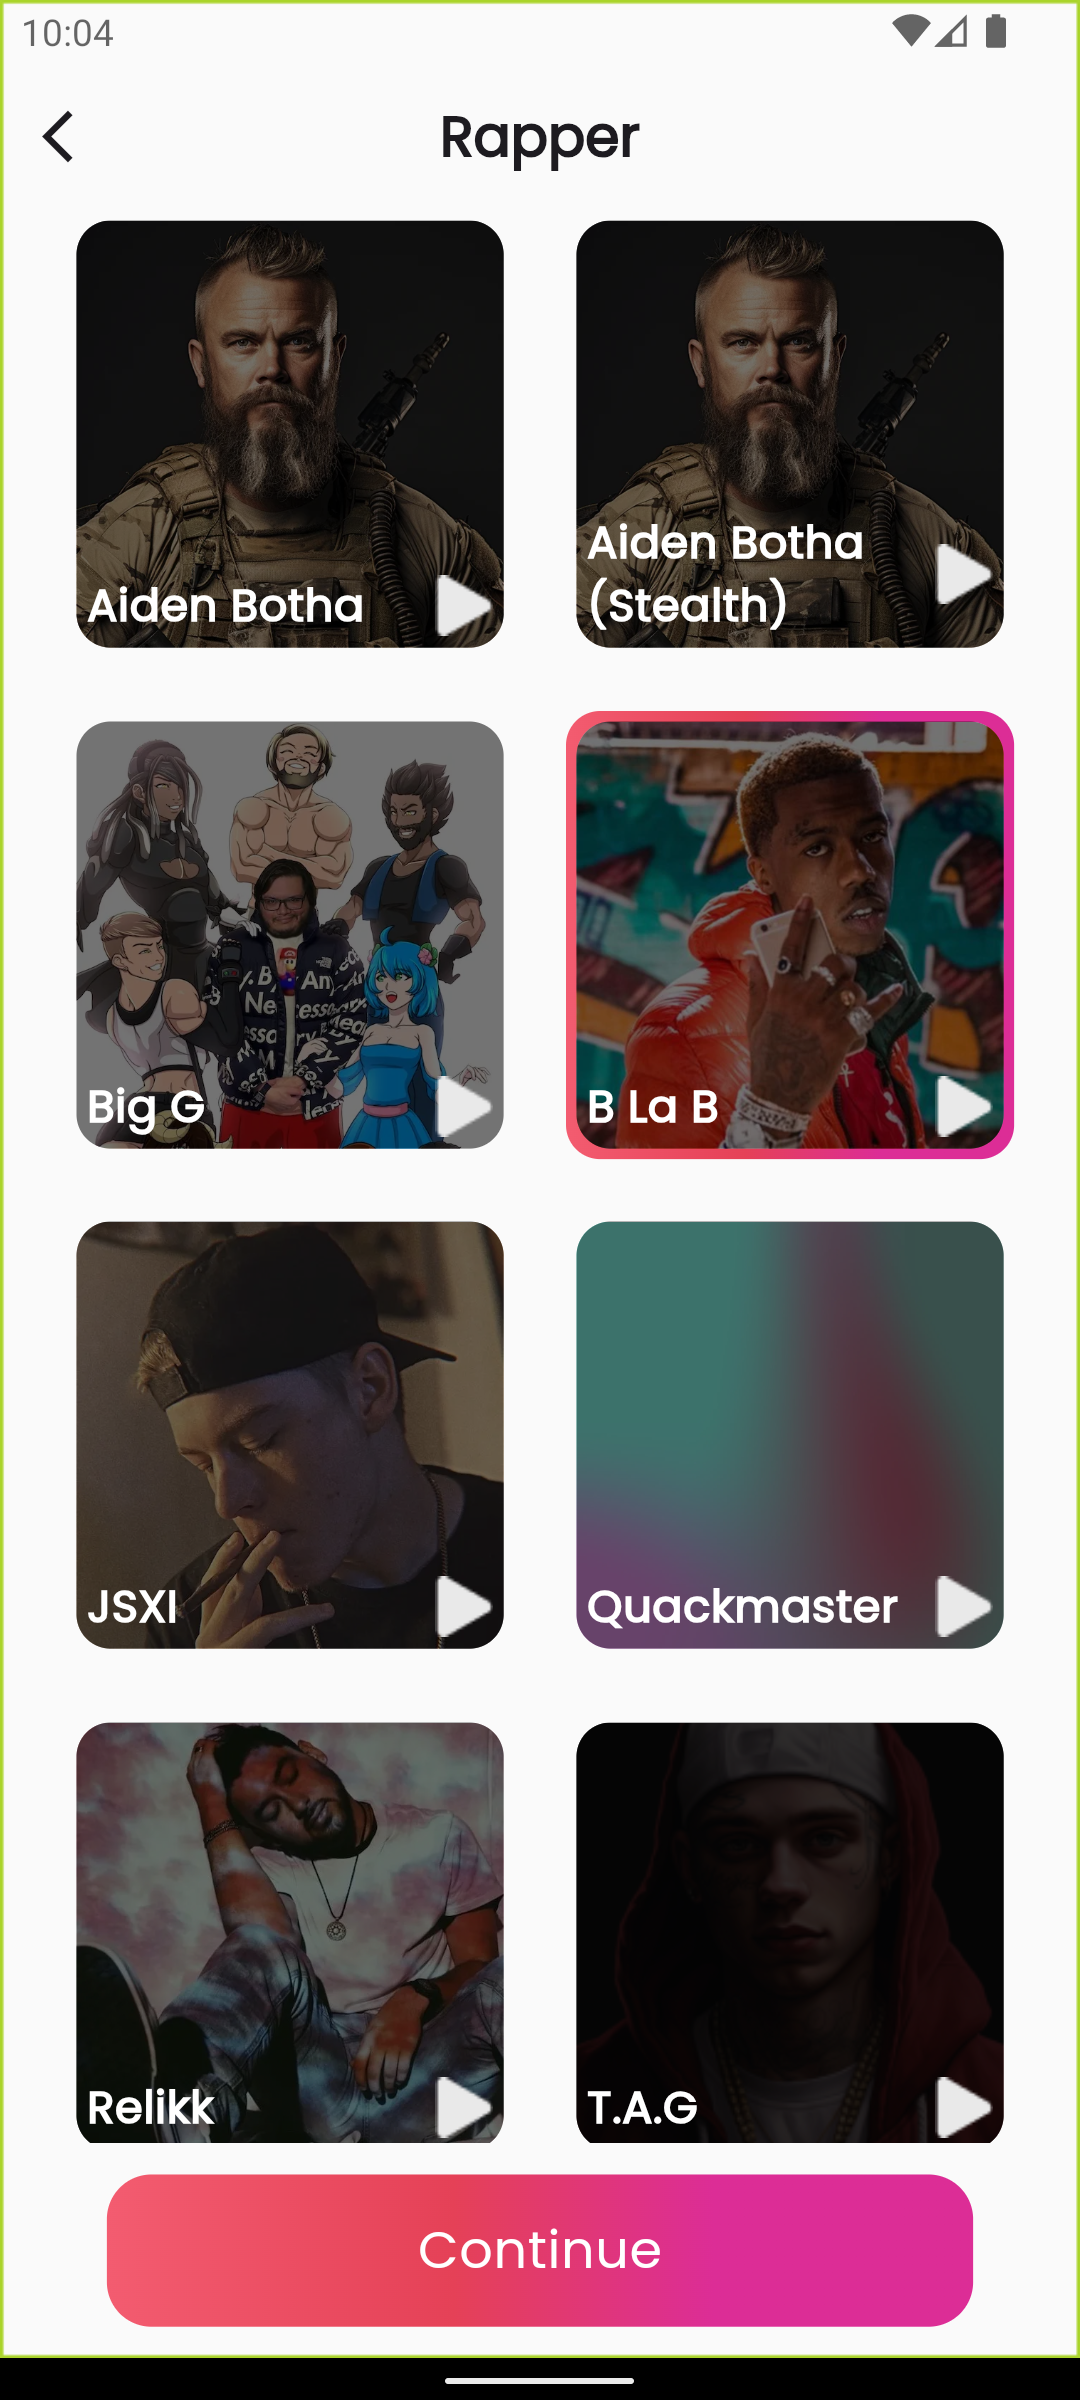 10:04
Rapper
Aiden Botha
Aiden Botha
(Stealth)
Big G
B La B
JSXI
Quackmaster
Relikk
T.A.G
Continue